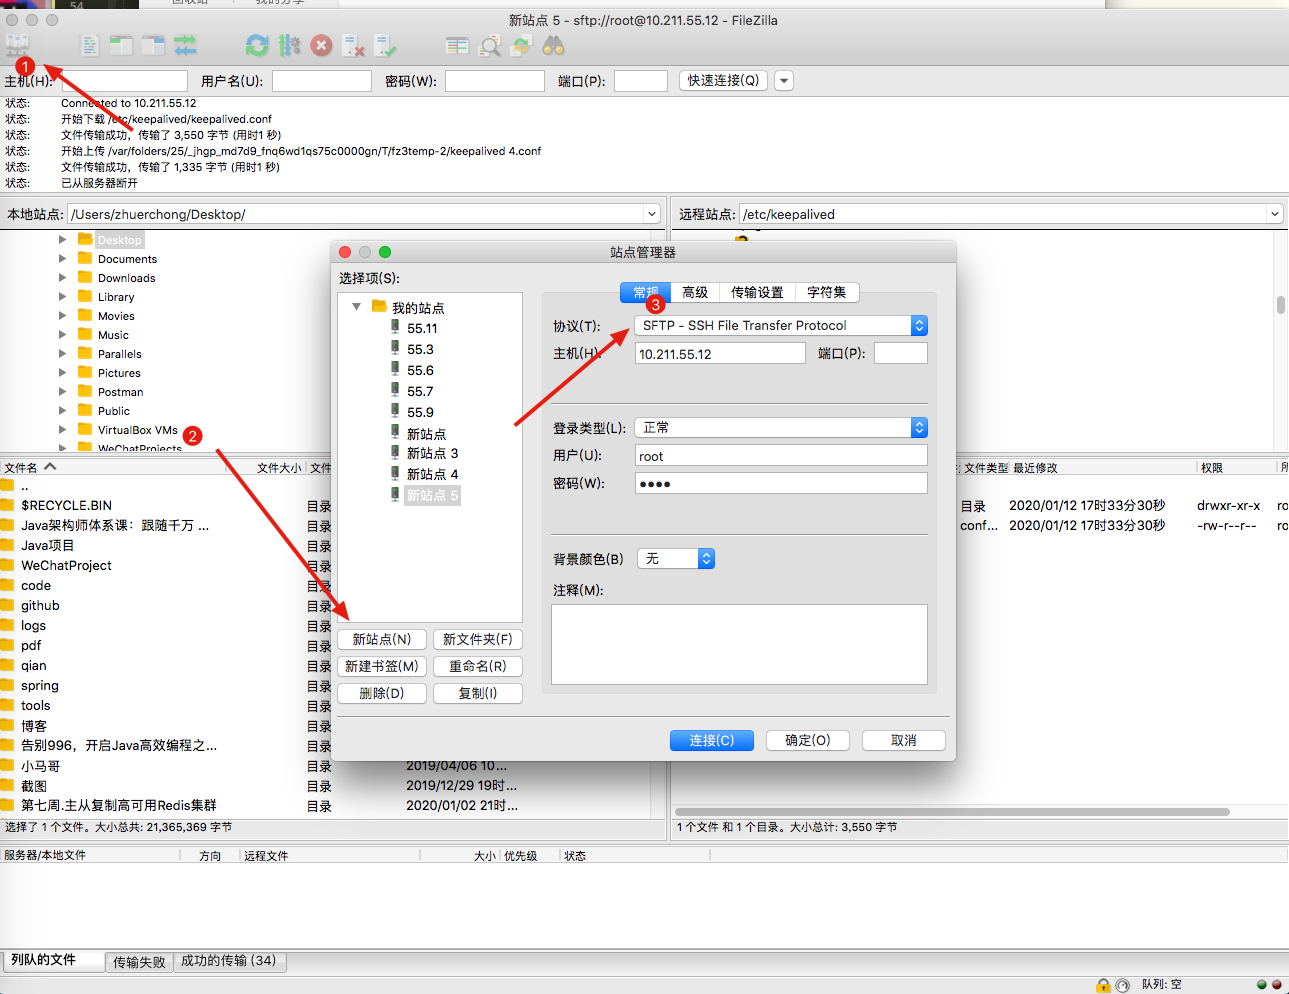 54
新站点 5 - sftp://root@10.211.55.12 - FileZilla
1
主机(H): 用户名(U): 密码(W): 端口(P): 快速连接(Q)
状态: Connected to 10.211.55.12
状态: 开始下载 /etc/keepalived/keepalived.conf
状态: 文件传输成功，传输了 3,550 字节 (用时1 秒)
状态: 开始上传 /var/folders/25/_jhgp_md7d9_fnq6wd1qs75c0000gn/T/fz3temp-2/keepalived 4.conf
状态: 文件传输成功，传输了 1,335 字节 (用时1 秒)
状态: 已从服务器断开
本地站点: /Users/zhuerchong/Desktop/
远程站点: /etc/keepalived
Desktop
Documents
Downloads
Library
Movies
Music
Parallels
Pictures
Postman
Public
VirtualBox VMs
WeChatProjects
2
文件名 文件大小 文件
..
$RECYCLE.BIN 目录
Java架构师体系课：跟随千万 ... 目录
Java项目 目录
WeChatProject 目录
code 目录
github 目录
logs 目录
pdf 目录
qian 目录
spring 目录
tools 目录
博客 目录
告别996，开启Java高效编程之... 目录
小马哥 目录 2019/04/06 10...
截图 目录 2019/12/29 19时...
第七周.主从复制高可用Redis集群 目录 2020/01/02 21时...
选择了 1 个文件。大小总共: 21,365,369 字节
站点管理器
选择项(S):
我的站点
55.11
55.3
55.6
55.7
55.9
新站点
新站点 3
新站点 4
新站点 5
新站点(N) 新文件夹(F)
新建书签(M) 重命名(R)
删除(D) 复制(I)
常规 高级 传输设置 字符集
3
协议(T): SFTP - SSH File Transfer Protocol
主机(H): 10.211.55.12 端口(P):
登录类型(L): 正常
用户(U): root
密码(W): ●●●●
背景颜色(B) 无
注释(M):
连接(C) 确定(O) 取消
文件类型 最近修改 权限 所
目录 2020/01/12 17时33分30秒 drwxr-xr-x ro
conf... 2020/01/12 17时33分30秒 -rw-r--r-- ro
1 个文件 和 1 个目录。大小总计: 3,550 字节
服务器/本地文件 方向 远程文件 大小 优先级 状态
列队的文件 传输失败 成功的传输 (34)
队列: 空